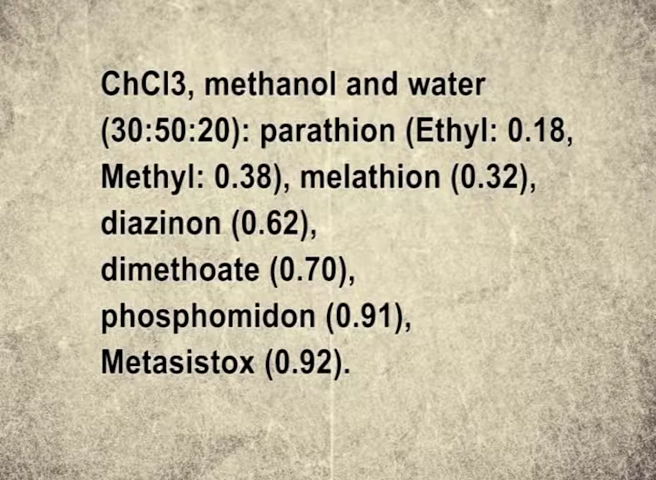 ChCl3, methanol and water
(30:50:20): parathion (Ethyl: 0.18,
Methyl: 0.38), melathion (0.32),
diazinon (0.62),
dimethoate (0.70),
phosphomidon (0.91),
Metasistox (0.92).